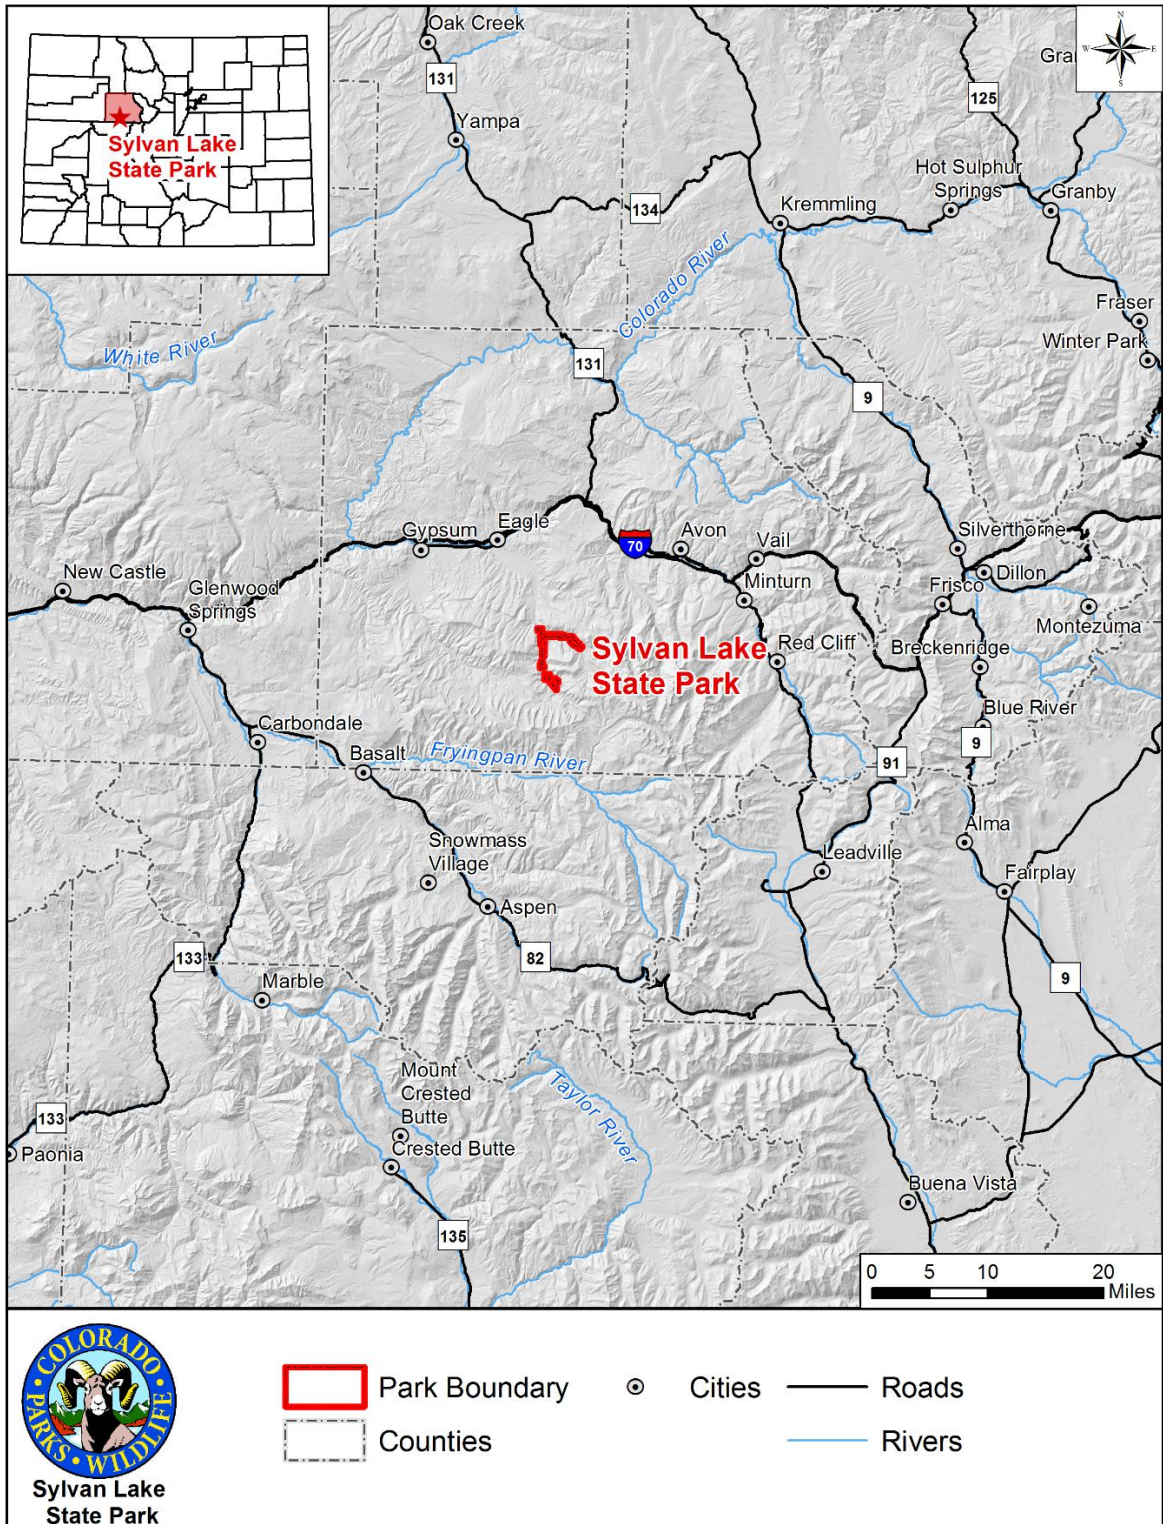 Oak Creek
N
W
E
S
Gra
131
125
Yampa
Sylvan Lake
State Park
Hot Sulphur
Springs
134
Granby
Kremmling
Colorado River
Fraser
White River
Winter Park
131
9
Eagle
Gypsum
Silverthorne
70
Avon
Vail
New Castle
Glenwood
Springs
Dillon
Minturn
Frisco
Montezuma
Sylvan Lake
State Park
Red Cliff
Breckenridge
Blue River
Carbondale
9
Basalt
Fryingpan River
91
Alma
Snowmass
Village
Leadville
Fairplay
Aspen
133
82
9
Marble
Mount
Crested
Butte
Taylor River
133
Crested Butte
Paonia
Buena Vista
135
0 5 10 20
Miles
COLORADO
PARKS • WILDLIFE
Sylvan Lake
State Park
Park Boundary
Cities
Roads
Counties
Rivers